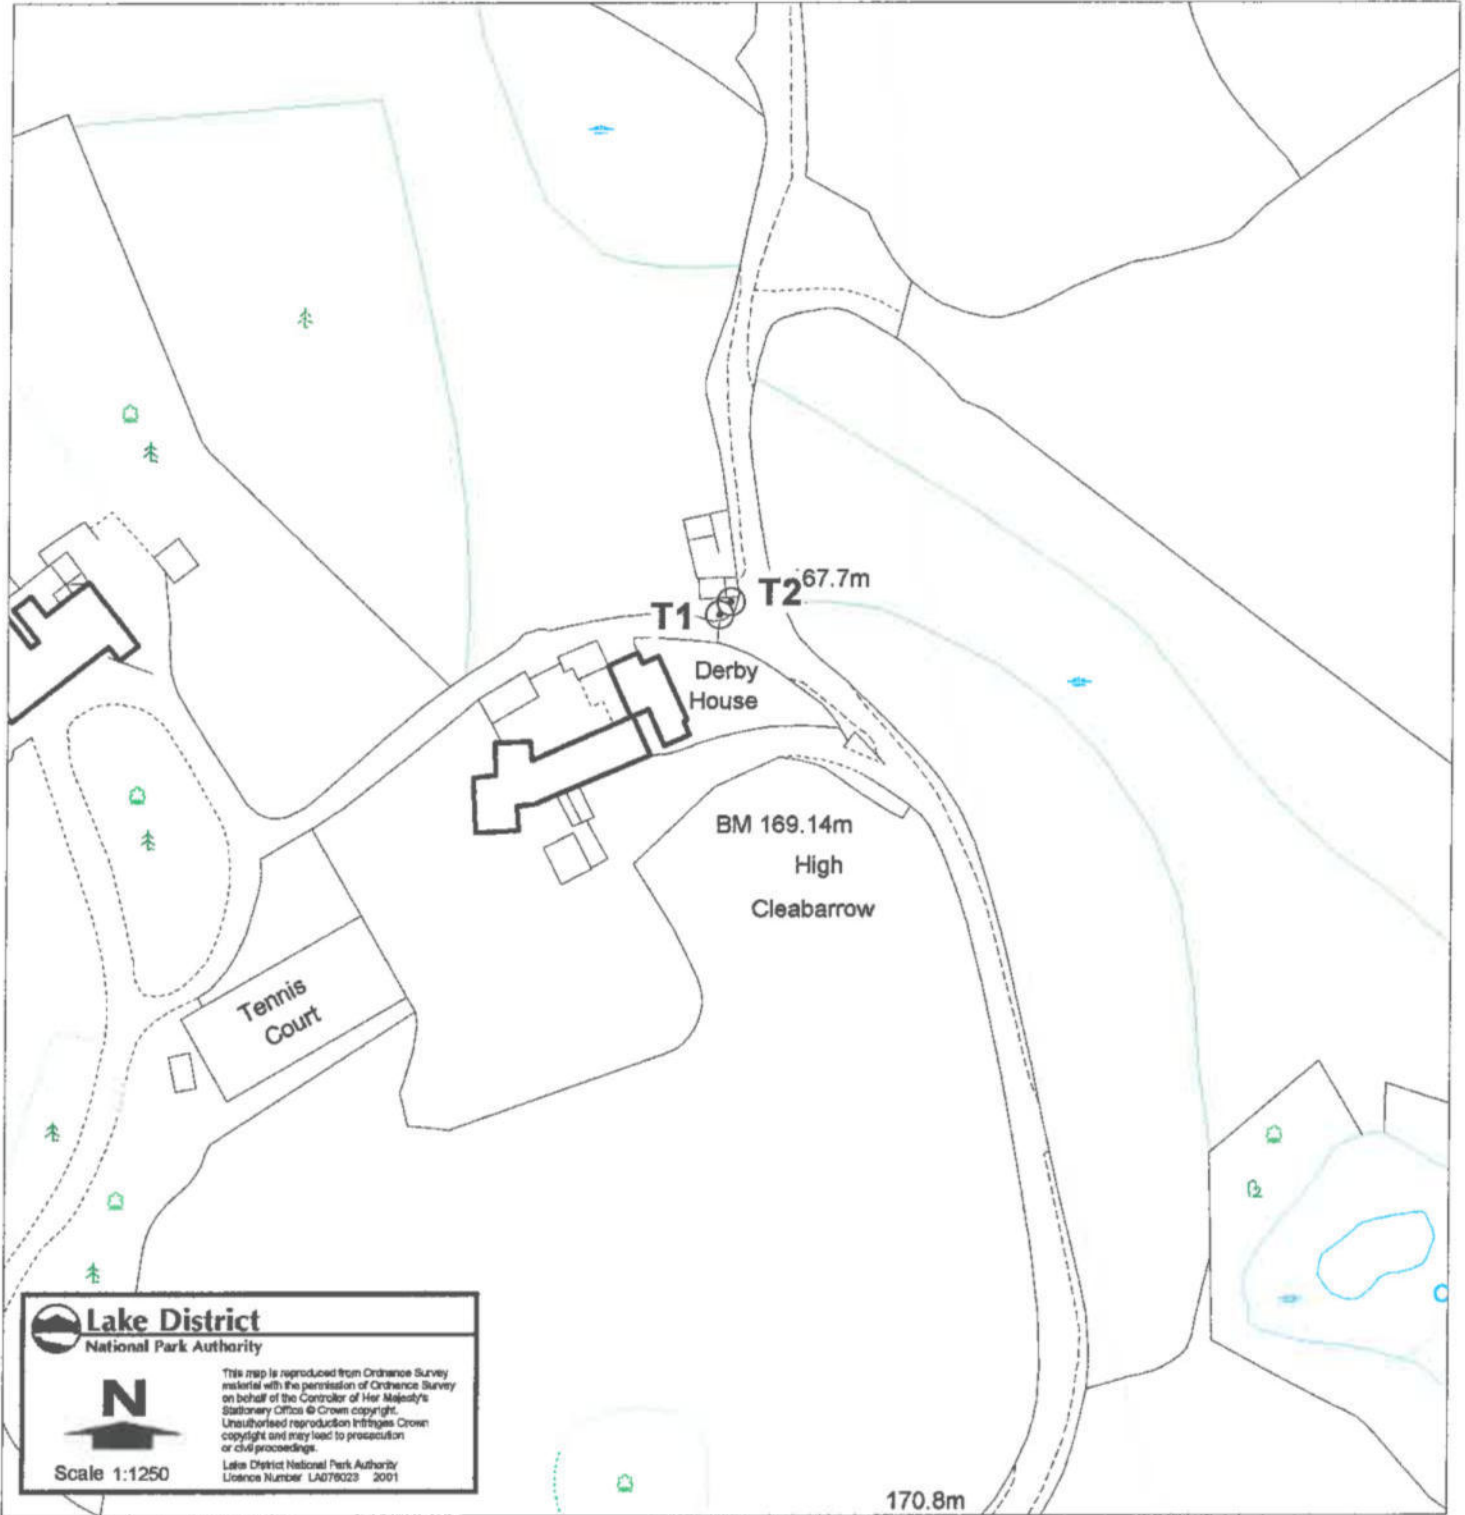 T1
T2
67.7m
Derby
House
BM 169.14m
High
Cleabarrow
Tennis
Court
170.8m
Lake District
National Park Authority
N
Scale 1:1250
This map is reproduced from Ordnance Survey
material with the permission of Ordnance Survey
on behalf of the Controller of Her Majesty's
Stationery Office © Crown copyright.
Unauthorised reproduction infringes Crown
copyright and may lead to prosecution
or civil proceedings.
Lake District National Park Authority
Licence Number LA076023 2001